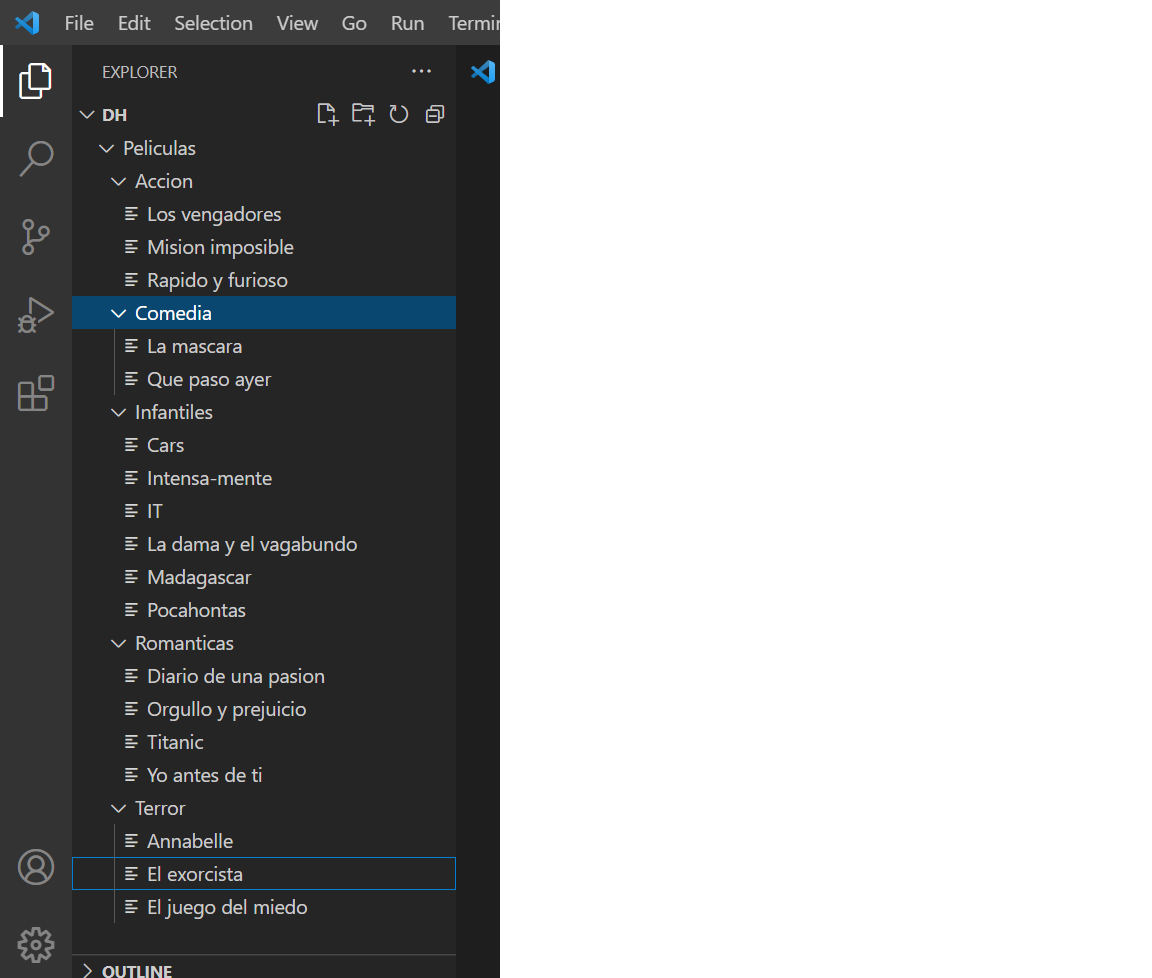 File Edit Selection View Go Run Termin
EXPLORER
DH
Peliculas
Accion
Los vengadores
Mision imposible
Rapido y furioso
Comedia
La mascara
Que paso ayer
Infantiles
Cars
Intensa-mente
IT
La dama y el vagabundo
Madagascar
Pocahontas
Romanticas
Diario de una pasion
Orgullo y prejuicio
Titanic
Yo antes de ti
Terror
Annabelle
El exorcista
El juego del miedo
OUTLINE